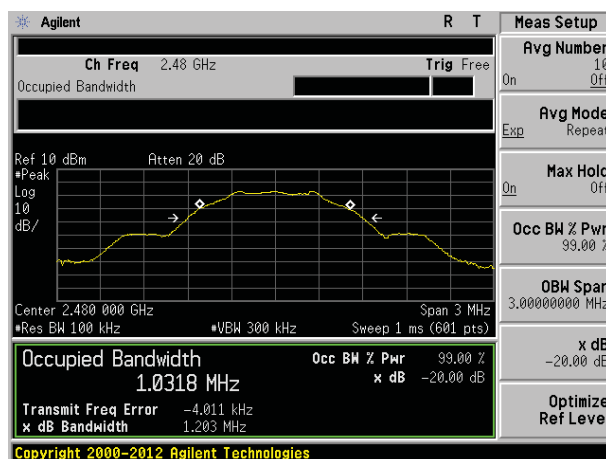 Agilent R T
Ch Freq 2.48 GHz Trig Free
Occupied Bandwidth
Ref 10 dBm Atten 20 dB
#Peak
Log
10
dB/
Center 2.480 000 GHz Span 3 MHz
#Res BW 100 kHz #VBW 300 kHz Sweep 1 ms (601 pts)
Occupied Bandwidth Occ BW % Pwr 99.00 %
1.0318 MHz x dB -20.00 dB
Transmit Freq Error -4.011 kHz
x dB Bandwidth 1.203 MHz
Copyright 2000-2012 Agilent Technologies
Meas Setup
Avg Number
10
On Off
Avg Mode
Exp Repeat
Max Hold
On Off
Occ BW % Pwr
99.00 %
OBW Span
3.00000000 MHz
x dB
-20.00 dB
Optimize
Ref Level